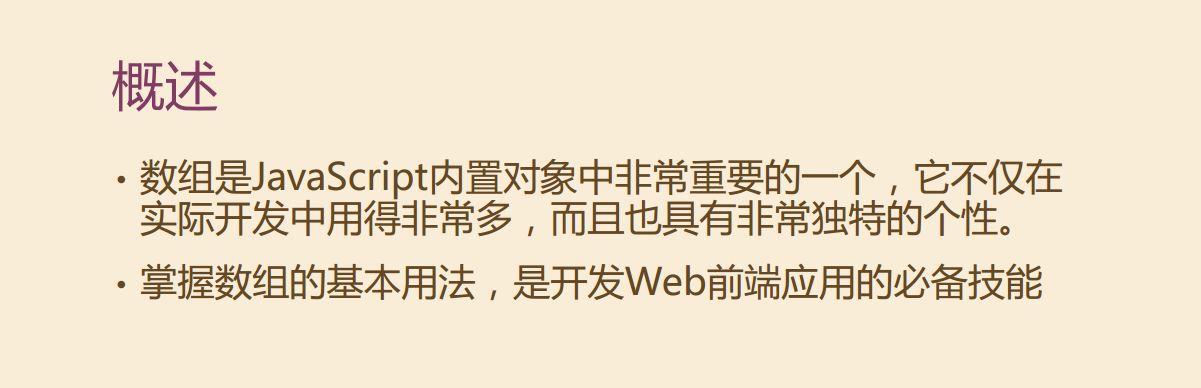 概述
• 数组是JavaScript内置对象中非常重要的一个，它不仅在
实际开发中用得非常多，而且也具有非常独特的个性。
• 掌握数组的基本用法，是开发Web前端应用的必备技能